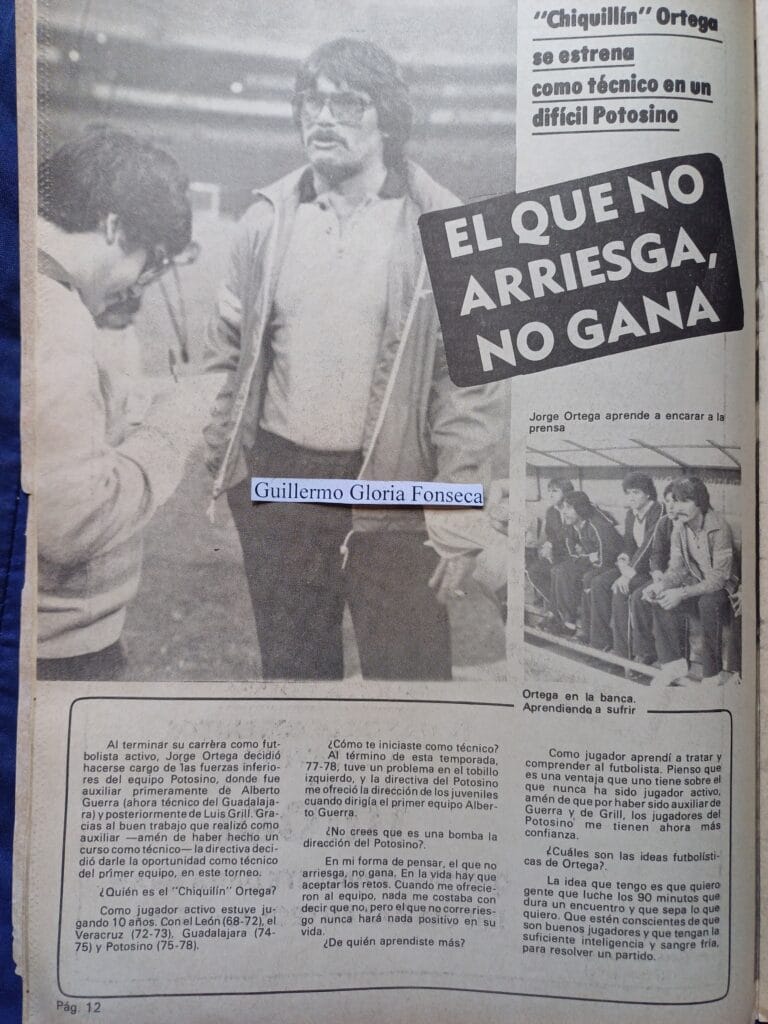 "Chiquillín" Ortega
se estrena
como técnico en un
difícil Potosino
EL QUE NO
ARRIESGA,
NO GANA
Jorge Ortega aprende a encarar a la
prensa
Guillermo Gloria Fonseca
Ortega en la banca.
Aprendiendo a sufrir
Al terminar su carrera como fut-
bolista activo, Jorge Ortega decidió
hacerse cargo de las fuerzas inferio-
res del equipo Potosino, donde fue
auxiliar primeramente de Alberto
Guerra (ahora técnico del Guadalaja-
ra) y posteriormente de Luis Grill. Gra-
cias al buen trabajo que realizó como
auxiliar —amén de haber hecho un
curso como técnico— la directiva deci-
dió darle la oportunidad como técnico
del primer equipo, en este torneo.
¿Quién es el "Chiquilín" Ortega?
Como jugador activo estuve ju-
gando 10 años. Con el León (68-72), el
Veracruz (72-73), Guadalajara (74-
75) y Potosino (75-78).
¿Cómo te iniciaste como técnico?
Al término de esta temporada,
77-78, tuve un problema en el tobillo
izquierdo, y la directiva del Potosino
me ofreció la dirección de los juveniles
cuando dirigía el primer equipo Alber-
to Guerra.
¿No crees que es una bomba la
dirección del Potosino?.
En mi forma de pensar, el que no
arriesga, no gana. En la vida hay que
aceptar los retos. Cuando me ofrecie-
ron al equipo, nada me costaba con
decir que no, pero el que no corre ries-
go nunca hará nada positivo en su
vida.
¿De quién aprendiste más?
Como jugador aprendí a tratar y
comprender al futbolista. Pienso que
es una ventaja que uno tiene sobre el
que nunca ha sido jugador activo,
amén de que por haber sido auxiliar de
Guerra y de Grill, los jugadores del
Potosino me tienen ahora más
confianza.
¿Cuáles son las ideas futbolísti-
cas de Ortega?.
La idea que tengo es que quiero
gente que luche los 90 minutos que
dura un encuentro y que sepa lo que
quiero. Que estén conscientes de que
son buenos jugadores y que tengan la
suficiente inteligencia y sangre fría,
para resolver un partido.
Pág. 12